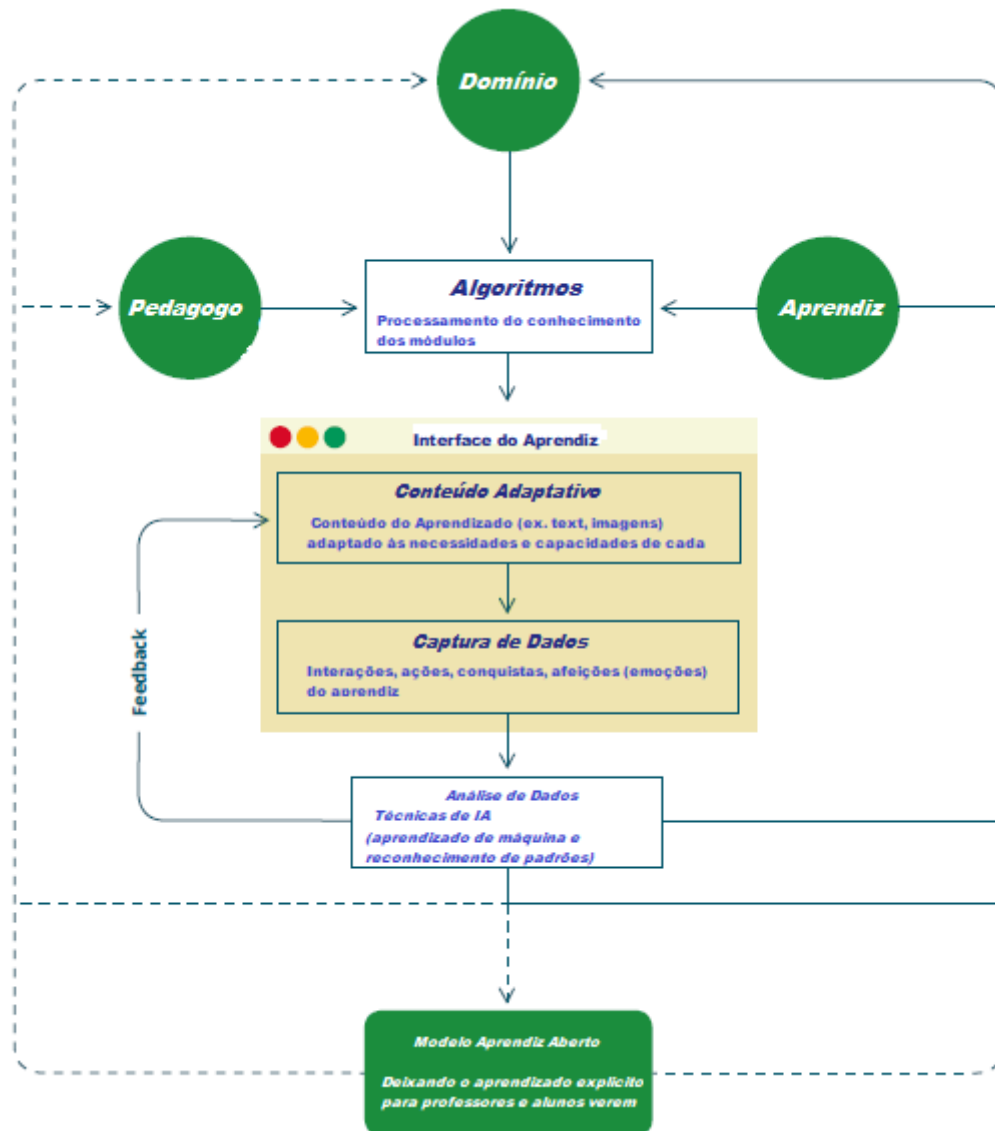 Domínio
Pedagogo
Algoritmos
Processamento do conhecimento
dos módulos
Aprendiz
Interface do Aprendiz
Conteúdo Adaptativo
Conteúdo do Aprendizado (ex. text, imagens)
adaptado às necessidades e capacidades de cada
Captura de Dados
Interações, ações, conquistas, afeições (emoções)
do aprendiz
Feedback
Análise de Dados
Técnicas de IA
(aprendizado de máquina e
reconhecimento de padrões)
Modelo Aprendiz Aberto
Deixando o aprendizado explícito
para professores e alunos verem